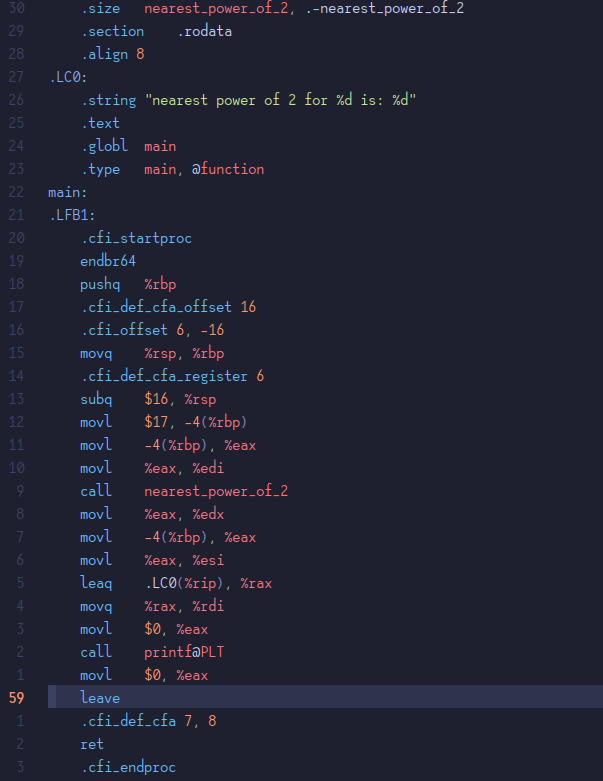 30 .size nearest_power_of_2, .-nearest_power_of_2
29 .section .rodata
28 .align 8
27 .LC0:
26 .string "nearest power of 2 for %d is: %d"
25 .text
24 .globl main
23 .type main, @function
22 main:
21 .LFB1:
20 .cfi_startproc
19 endbr64
18 pushq %rbp
17 .cfi_def_cfa_offset 16
16 .cfi_offset 6, -16
15 movq %rsp, %rbp
14 .cfi_def_cfa_register 6
13 subq $16, %rsp
12 movl $17, -4(%rbp)
11 movl -4(%rbp), %eax
10 movl %eax, %edi
9 call nearest_power_of_2
8 movl %eax, %edx
7 movl -4(%rbp), %eax
6 movl %eax, %esi
5 leaq .LC0(%rip), %rax
4 movq %rax, %rdi
3 movl $0, %eax
2 call printf@PLT
1 movl $0, %eax
59 leave
1 .cfi_def_cfa 7, 8
2 ret
3 .cfi_endproc